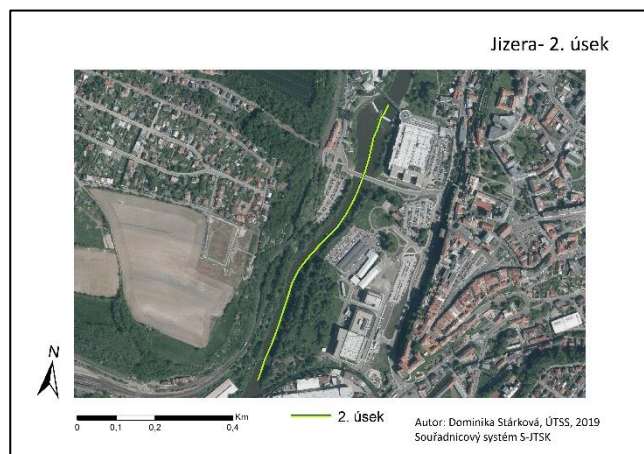 Jizera- 2. úsek
N
Km
0 0,1 0,2 0,4
2. úsek
Autor: Dominika Stárková, ÚTSS, 2019
Souřadnicový systém S-JTSK